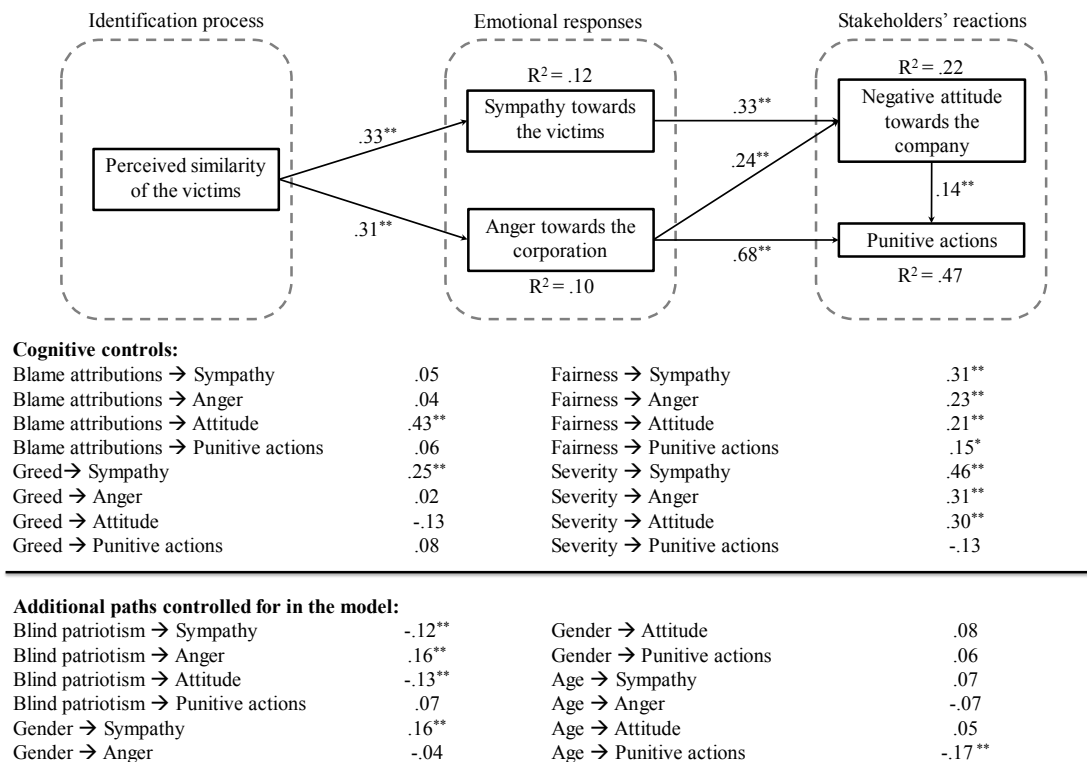 Identification process
Emotional responses
Stakeholders’ reactions
R² = .12
R² = .22
Sympathy towards
the victims
Negative attitude
towards the
company
.33**
.33**
Perceived similarity
of the victims
.24**
.14**
.31**
Anger towards the
corporation
.68**
Punitive actions
R² = .10
R² = .47
Cognitive controls:
Blame attributions → Sympathy .05 Fairness → Sympathy .31**
Blame attributions → Anger .04 Fairness → Anger .23**
Blame attributions → Attitude .43** Fairness → Attitude .21**
Blame attributions → Punitive actions .06 Fairness → Punitive actions .15*
Greed→ Sympathy .25** Severity → Sympathy .46**
Greed → Anger .02 Severity → Anger .31**
Greed → Attitude -.13 Severity → Attitude .30**
Greed → Punitive actions .08 Severity → Punitive actions -.13
Additional paths controlled for in the model:
Blind patriotism → Sympathy -.12** Gender → Attitude .08
Blind patriotism → Anger .16** Gender → Punitive actions .06
Blind patriotism → Attitude -.13** Age → Sympathy .07
Blind patriotism → Punitive actions .07 Age → Anger -.07
Gender → Sympathy .16** Age → Attitude .05
Gender → Anger -.04 Age → Punitive actions -.17**